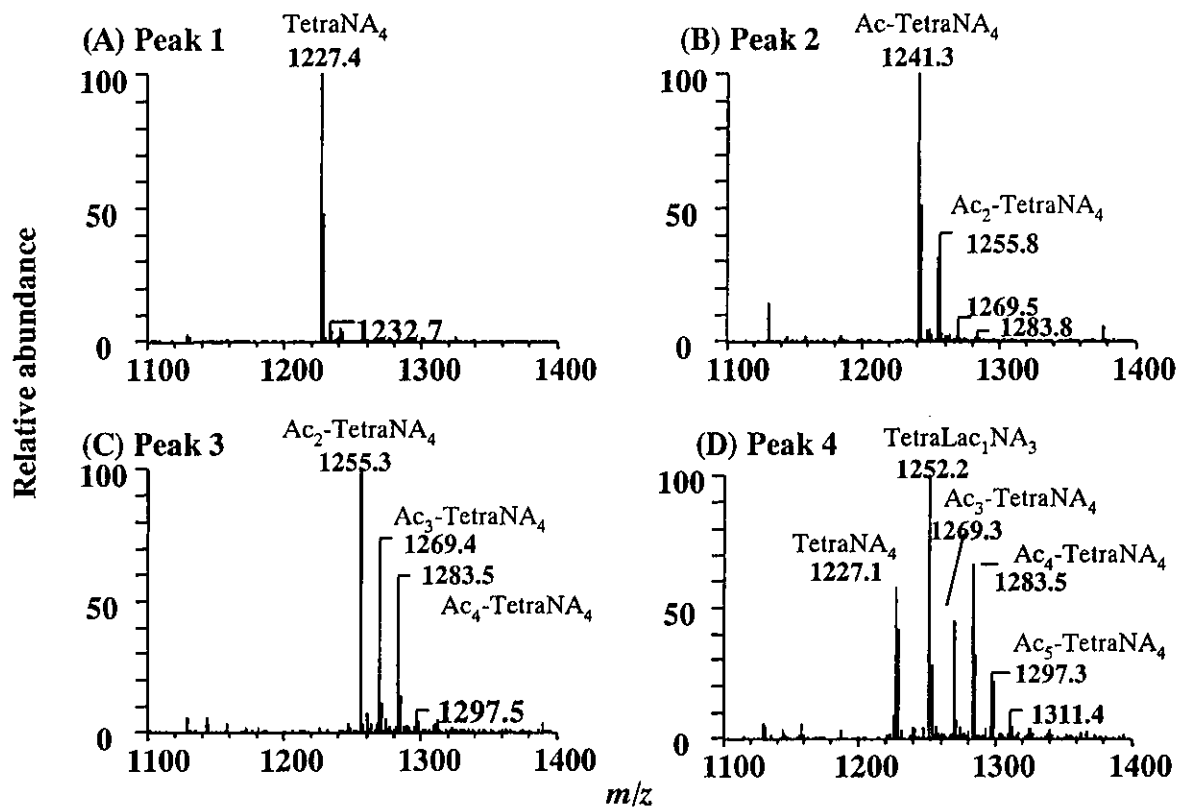 Relative abundance
(A) Peak 1
TetraNA₄
1227.4
1232.7
100
50
0
1100 1200 1300 1400
(B) Peak 2
Ac-TetraNA₄
1241.3
Ac₂-TetraNA₄
1255.8
1269.5
1283.8
100
50
0
1100 1200 1300 1400
(C) Peak 3
Ac₂-TetraNA₄
1255.3
Ac₃-TetraNA₄
1269.4
1283.5
Ac₄-TetraNA₄
1297.5
100
50
0
1100 1200 1300 1400
(D) Peak 4
TetraLac₁NA₃
1252.2
Ac₃-TetraNA₄
1269.3
TetraNA₄
1227.1
Ac₄-TetraNA₄
1283.5
Ac₅-TetraNA₄
1297.3
1311.4
100
50
0
1100 1200 1300 1400
m/z